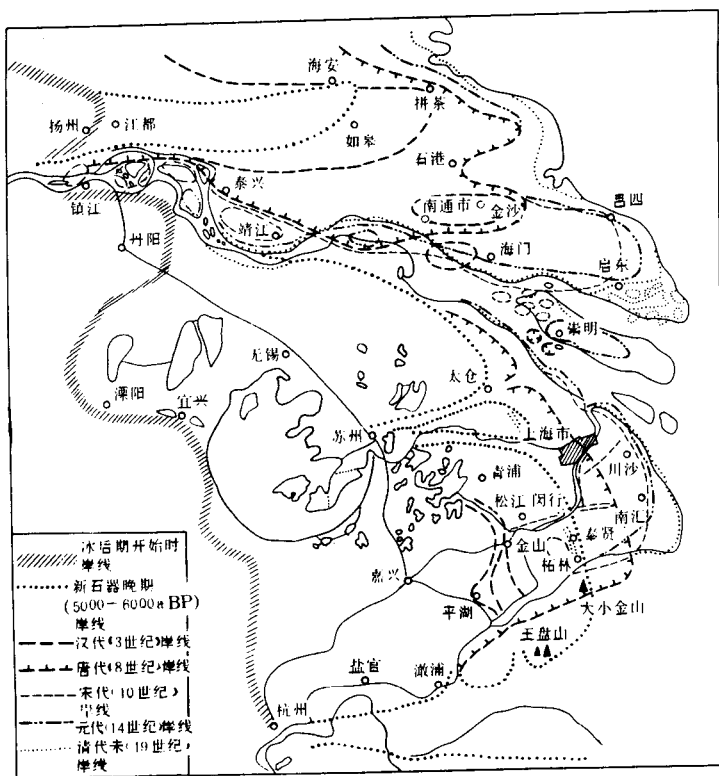 海安
拼茶
扬州
江都
如皋
石港
泰兴
镇江
南通市
金沙
吕四
靖江
丹阳
海门
启东
崇明
无锡
溧阳
宜兴
太仓
苏州
上海市
青浦
川沙
松江
闵行
南汇
金山
奉贤
柘林
嘉兴
平湖
大小金山
王盘山
盐官
澉浦
杭州
冰后期开始时
岸线
新石器晚期
(5000-6000aBP)
岸线
汉代(3世纪)岸线
唐代(8世纪)岸线
宋代(10世纪)
岸线
元代(14世纪)岸线
清代末(19世纪)
岸线